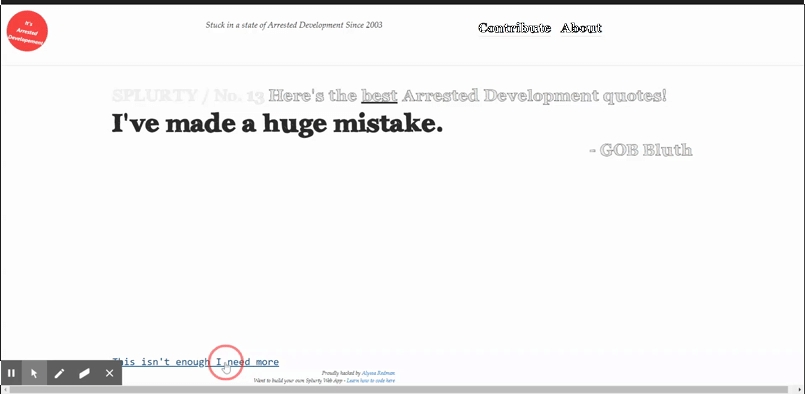 It's
Arrested
Developement
Stuck in a state of Arrested Development Since 2003
Contribute About
SPLURTY / No. 13 Here's the best Arrested Development quotes!
I've made a huge mistake.
- GOB Bluth
This isn't enough I need more
Proudly hacked by Alyssa Redman
Want to build your own Splurty Web App - Learn how to code here